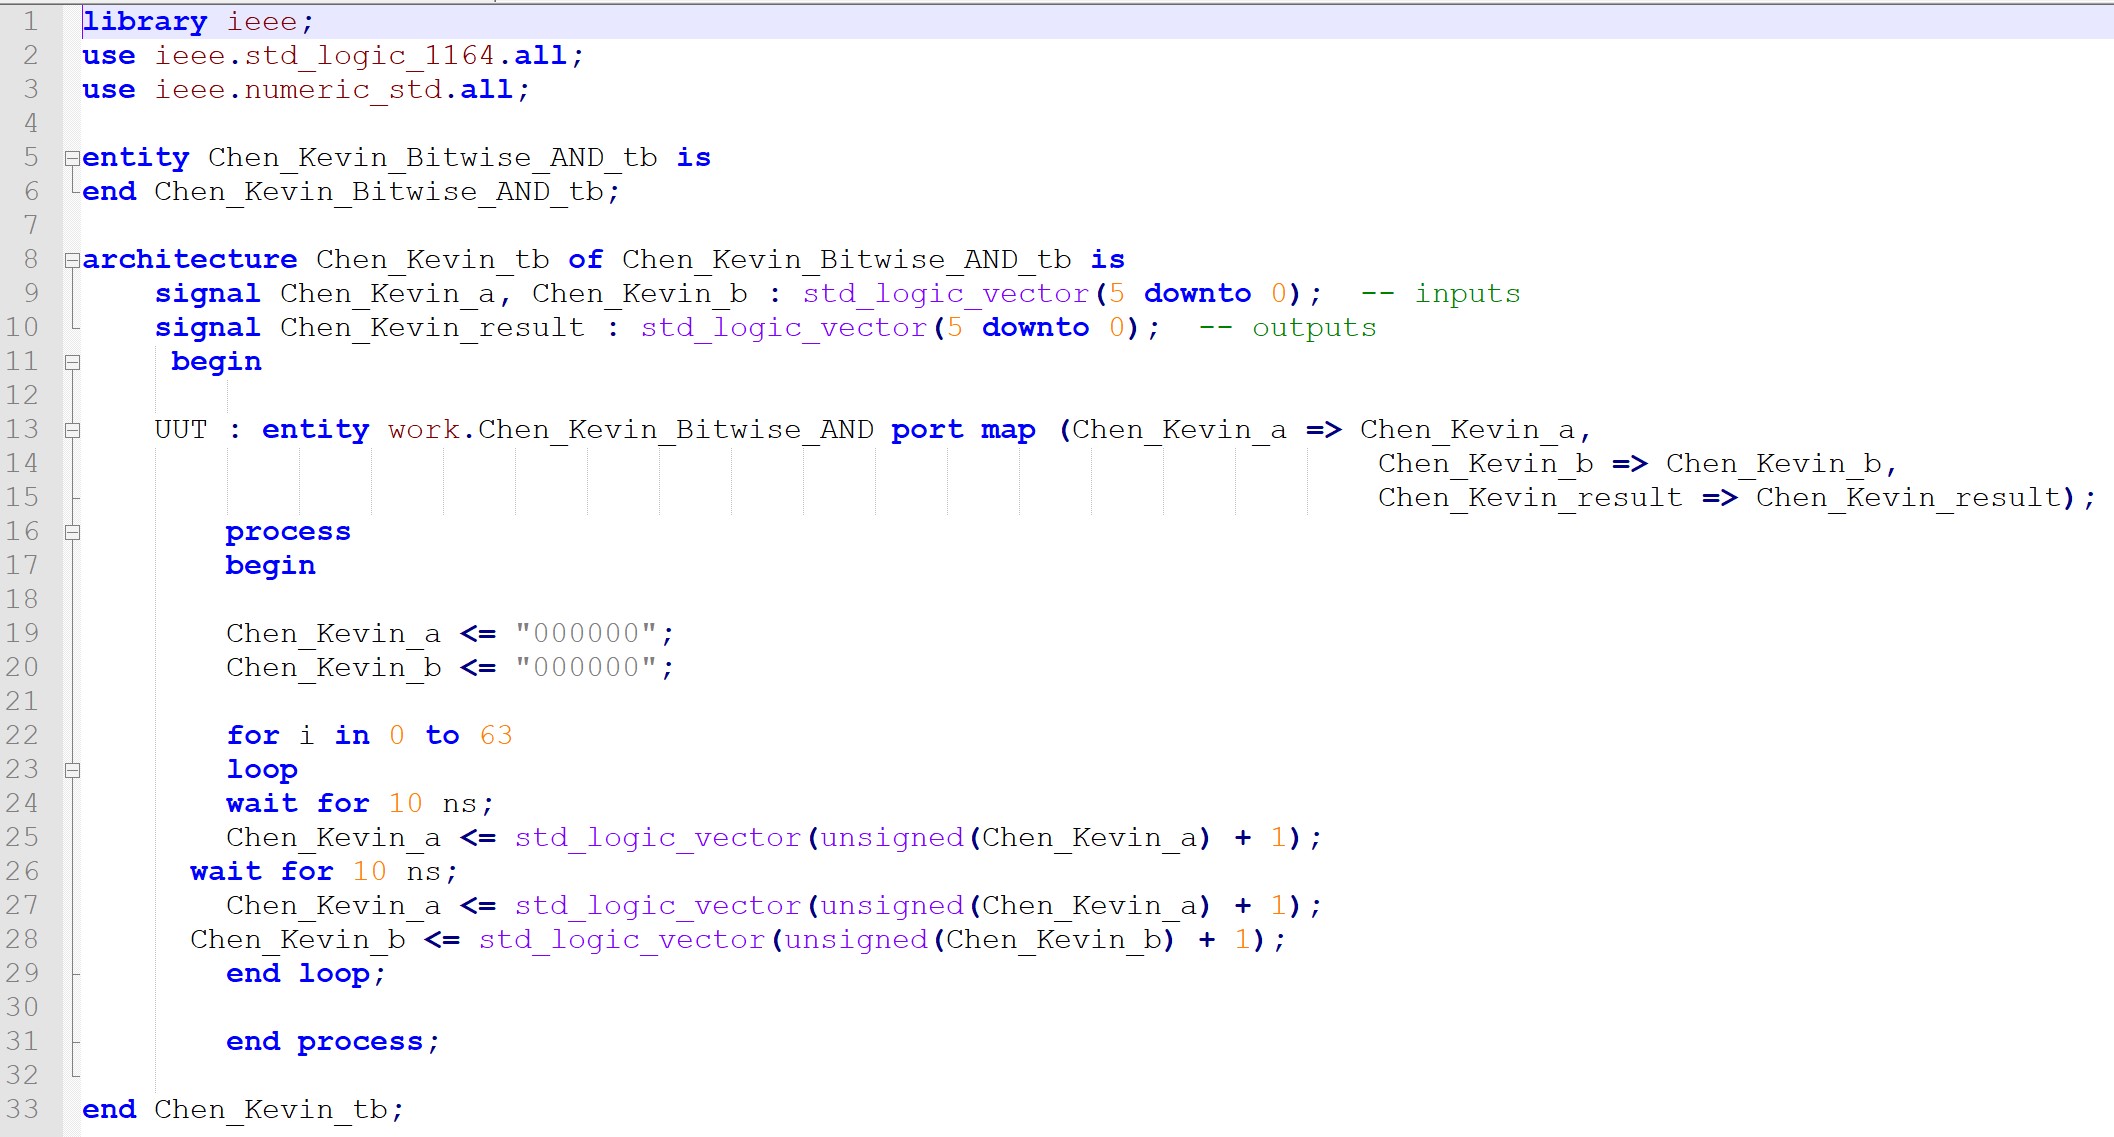 1 library ieee;
2 use ieee.std_logic_1164.all;
3 use ieee.numeric_std.all;
4
5 entity Chen_Kevin_Bitwise_AND_tb is
6 end Chen_Kevin_Bitwise_AND_tb;
7
8 architecture Chen_Kevin_tb of Chen_Kevin_Bitwise_AND_tb is
9 signal Chen_Kevin_a, Chen_Kevin_b : std_logic_vector(5 downto 0); -- inputs
10 signal Chen_Kevin_result : std_logic_vector(5 downto 0); -- outputs
11 begin
12
13 UUT : entity work.Chen_Kevin_Bitwise_AND port map (Chen_Kevin_a => Chen_Kevin_a,
14 Chen_Kevin_b => Chen_Kevin_b,
15 Chen_Kevin_result => Chen_Kevin_result);
16 process
17 begin
18
19 Chen_Kevin_a <= "000000";
20 Chen_Kevin_b <= "000000";
21
22 for i in 0 to 63
23 loop
24 wait for 10 ns;
25 Chen_Kevin_a <= std_logic_vector(unsigned(Chen_Kevin_a) + 1);
26 wait for 10 ns;
27 Chen_Kevin_a <= std_logic_vector(unsigned(Chen_Kevin_a) + 1);
28 Chen_Kevin_b <= std_logic_vector(unsigned(Chen_Kevin_b) + 1);
29 end loop;
30
31 end process;
32
33 end Chen_Kevin_tb;